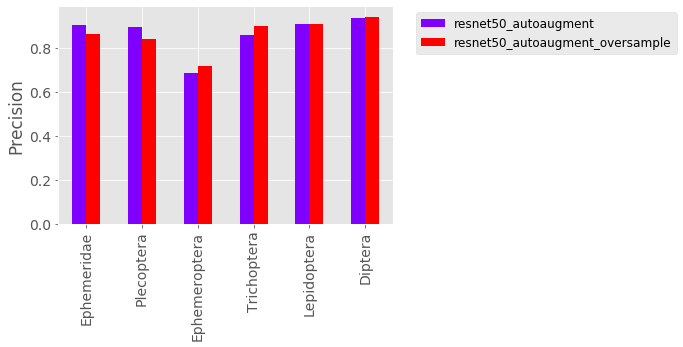 Precision
0.8
0.6
0.4
0.2
0.0
Ephemeridae
Plecoptera
Ephemeroptera
Trichoptera
Lepidoptera
Diptera
resnet50_autoaugment
resnet50_autoaugment_oversample